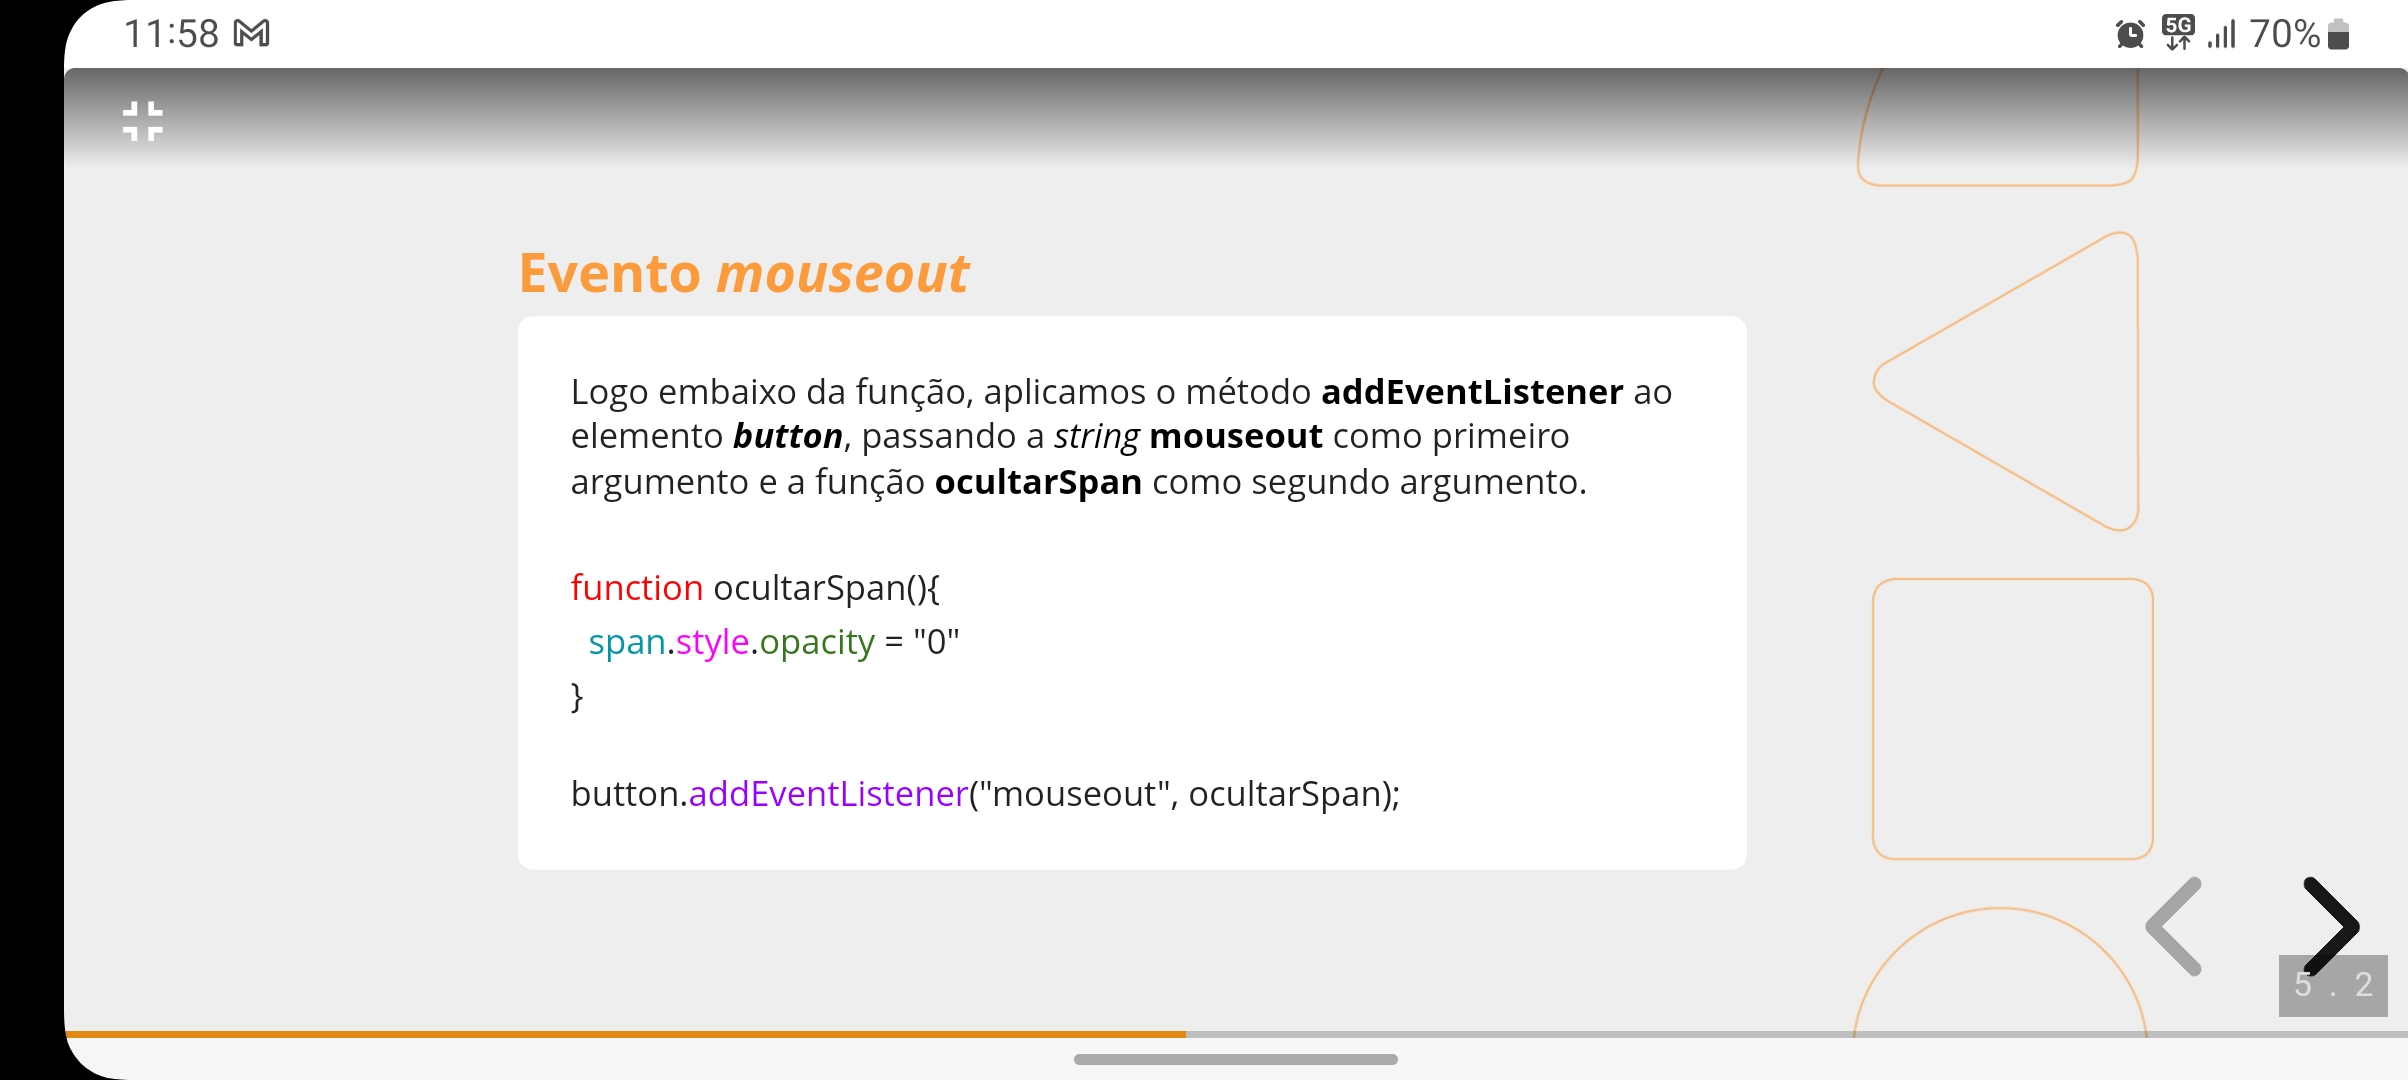 11:58
5G 70%
Evento mouseout
Logo embaixo da função, aplicamos o método addEventListener ao
elemento button, passando a string mouseout como primeiro
argumento e a função ocultarSpan como segundo argumento.
function ocultarSpan(){
span.style.opacity = "0"
}
button.addEventListener("mouseout", ocultarSpan);
5 . 2